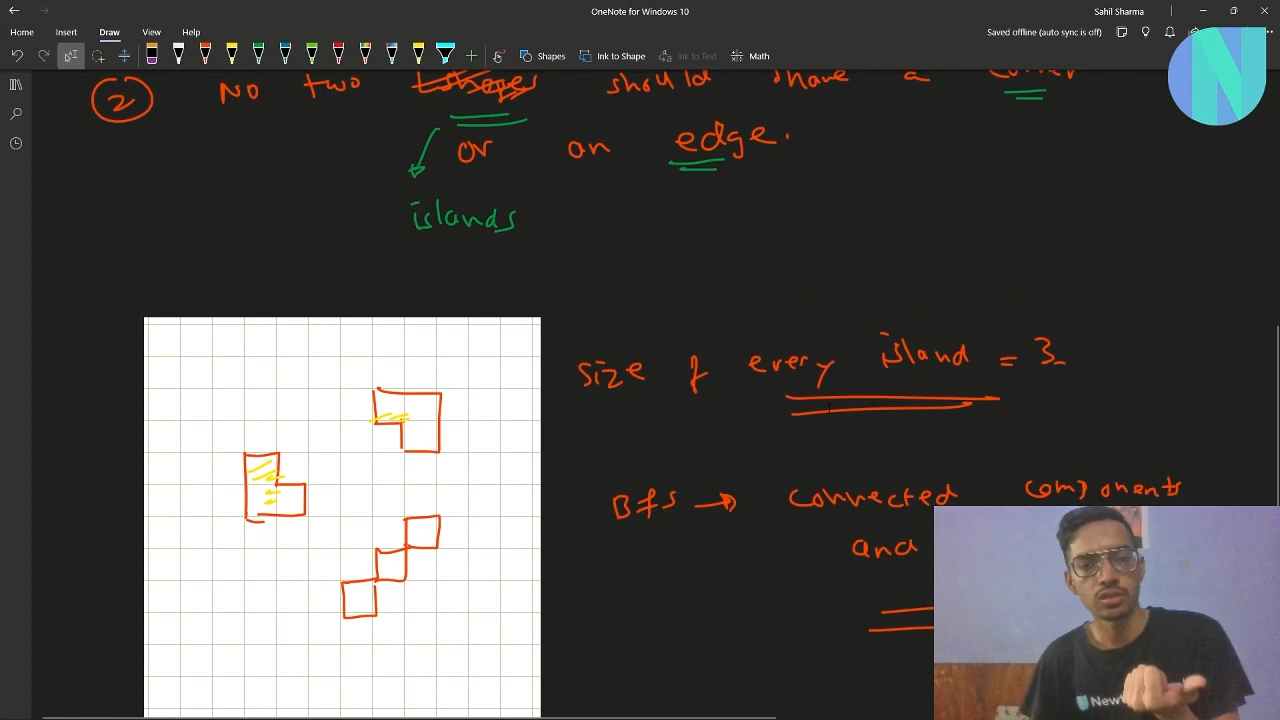 OneNote for Windows 10
Sahil Sharma
Home Insert Draw View Help
Saved offline (auto sync is off)
Shapes Ink to Shape Ink to Text Math
2 No two should share a corner
or an edge.
islands
size of every island = 3
Bfs → connected components
and
New